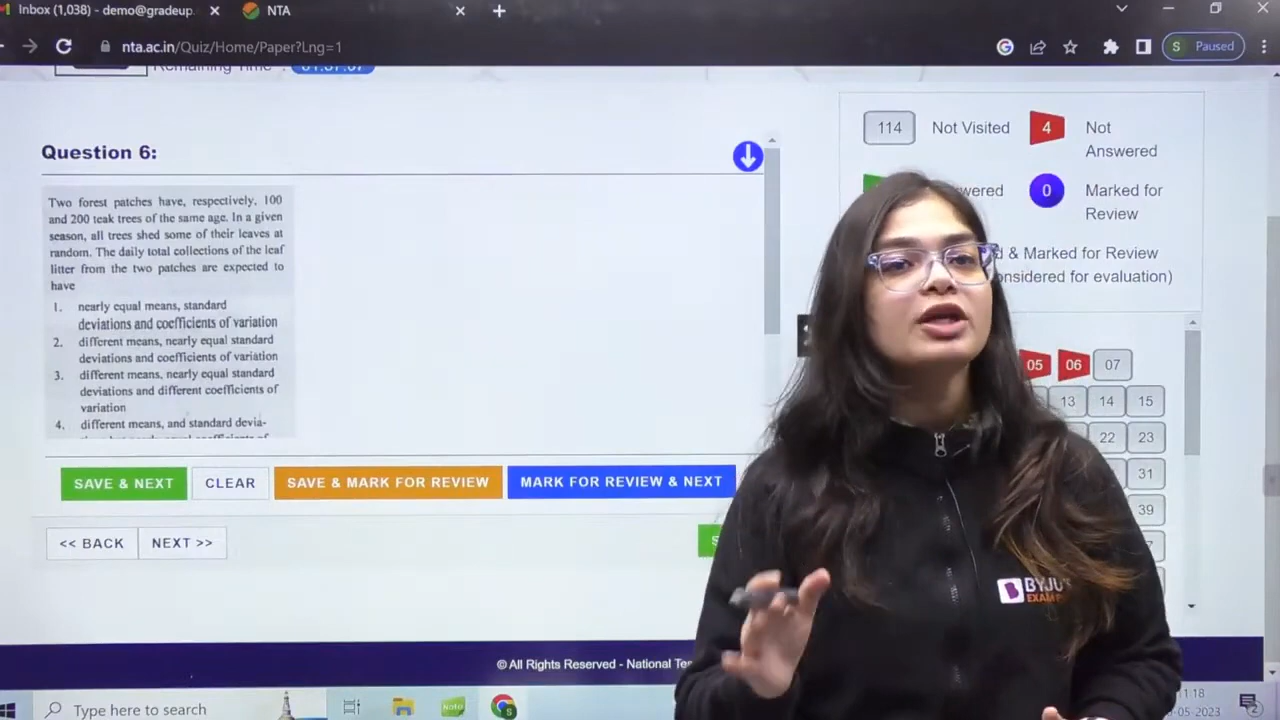 Inbox (1,038) - demo@gradeup.
NTA
nta.ac.in/Quiz/Home/Paper?Lng=1
S Paused
Remaining Time :
114 Not Visited
4 Not
Answered
0 Marked for
Review
& Marked for Review
for evaluation)
Question 6:
Two forest patches have, respectively, 100
and 200 teak trees of the same age. In a given
season, all trees shed some of their leaves at
random. The daily total collections of the leaf
litter from the two patches are expected to
have
1. nearly equal means, standard
deviations and coefficients of variation
2. different means, nearly equal standard
deviations and coefficients of variation
3. different means, nearly equal standard
deviations and different coefficients of
variation
4. different means, and standard devia-
05 06 07
13 14 15
22 23
31
39
SAVE & NEXT
CLEAR
SAVE & MARK FOR REVIEW
MARK FOR REVIEW & NEXT
<< BACK
NEXT >>
BYJU'S
EXAM
© All Rights Reserved - National
Type here to search
11:18
-05-2023